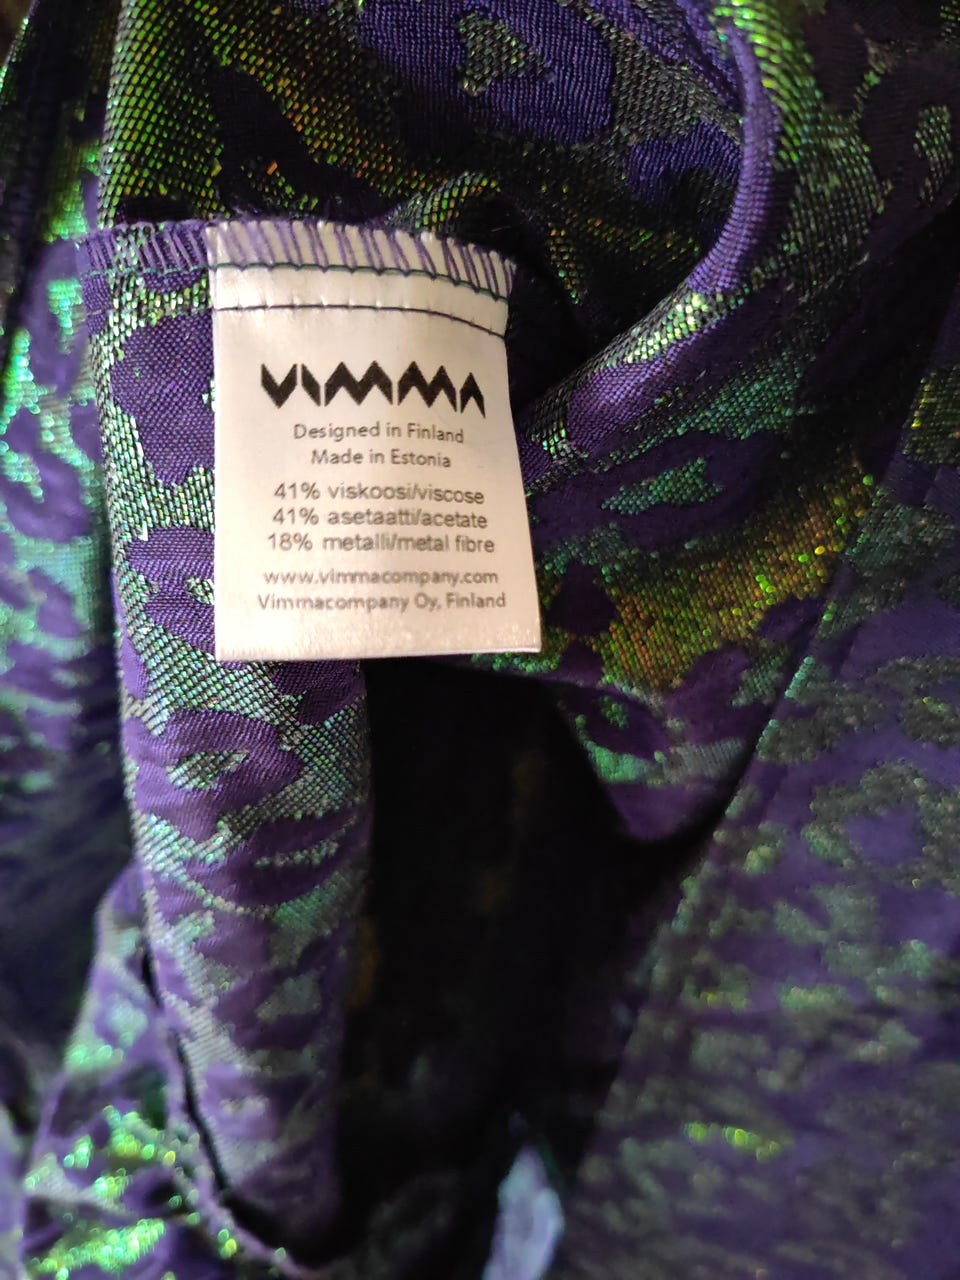 VIMMA
Designed in Finland
Made in Estonia
41% viskoosi/viscose
41% asetaatti/acetate
18% metalli/metal fibre
www.vimmacompany.com
Vimmacompany Oy, Finland